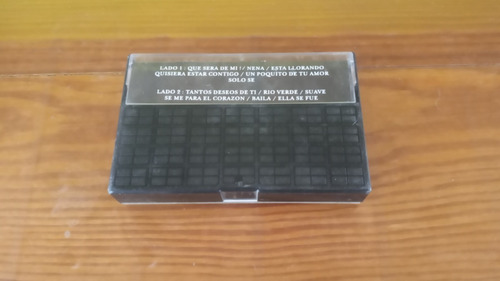 LADO 1 : QUE SERA DE MI / NENA / ESTA LLORANDO
QUISIERA ESTAR CONTIGO / UN POQUITO DE TU AMOR
SOLO SE
LADO 2 : TANTOS DESEOS DE TI / RIO VERDE / SUAVE
SE ME PARA EL CORAZON / BAILA / ELLA SE FUE